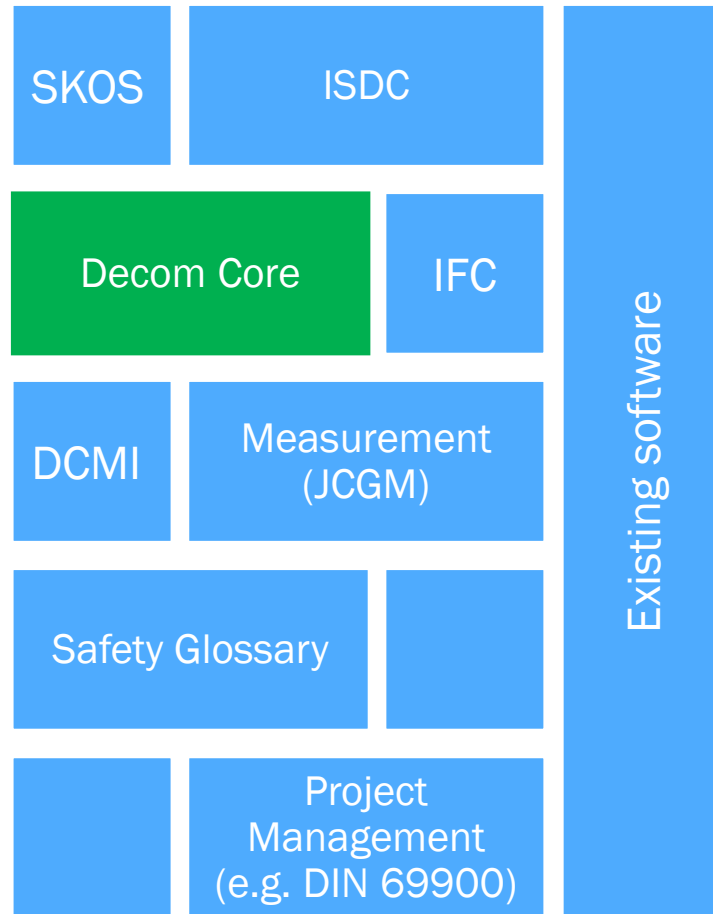 SKOS
ISDC
Decom Core
IFC
DCMI
Measurement
(JCGM)
Safety Glossary
Project
Management
(e.g. DIN 69900)
Existing software